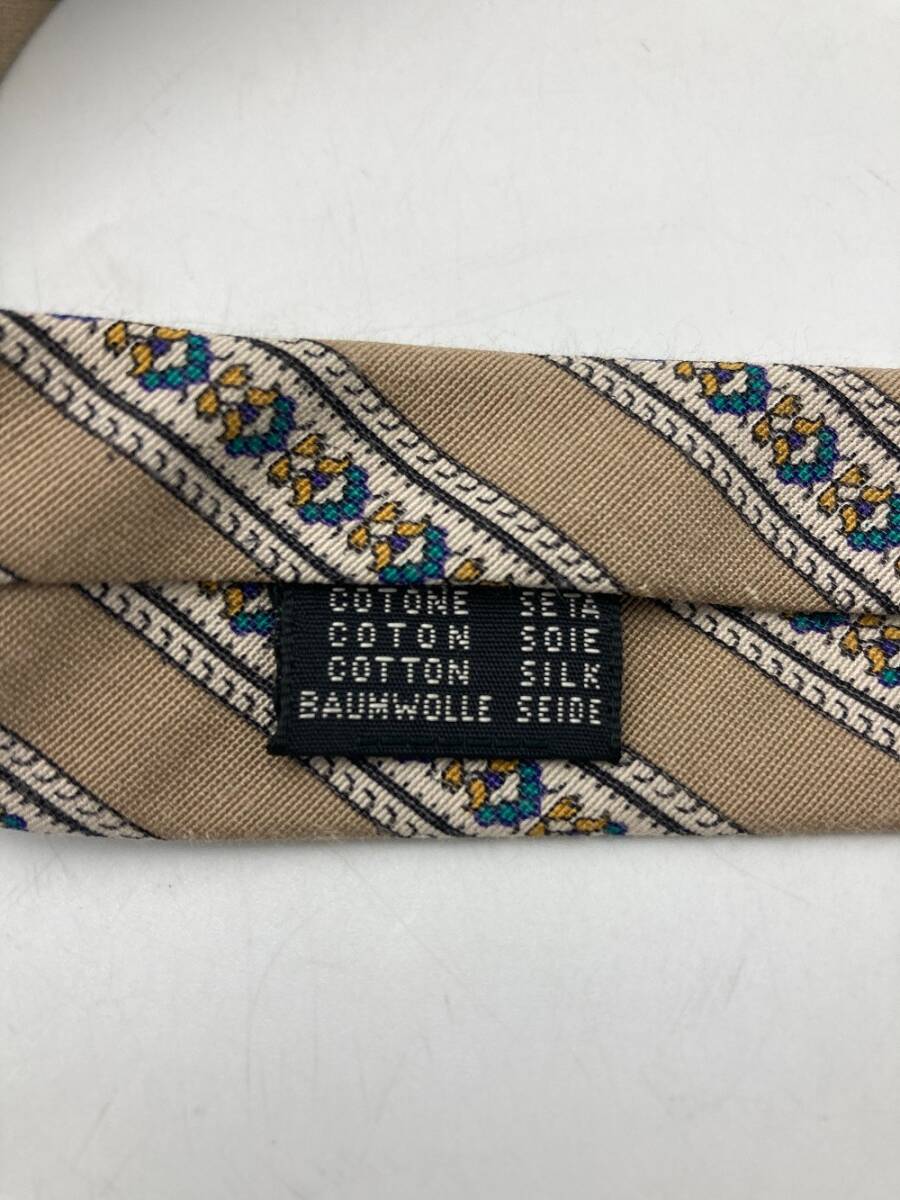 COTONE SETA
COTON SOIE
COTTON SILK
BAUMWOLLE SEIDE